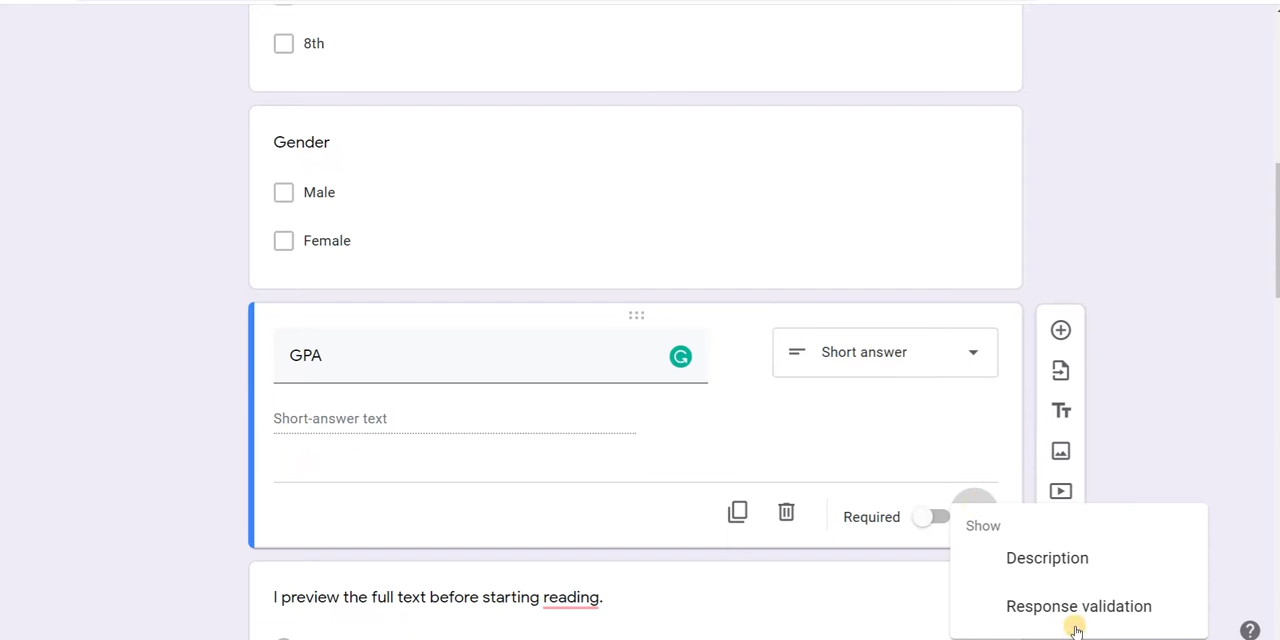 8th
Gender
Male
Female
GPA
Short answer
Short-answer text
Required
Show
Description
Response validation
I preview the full text before starting reading.